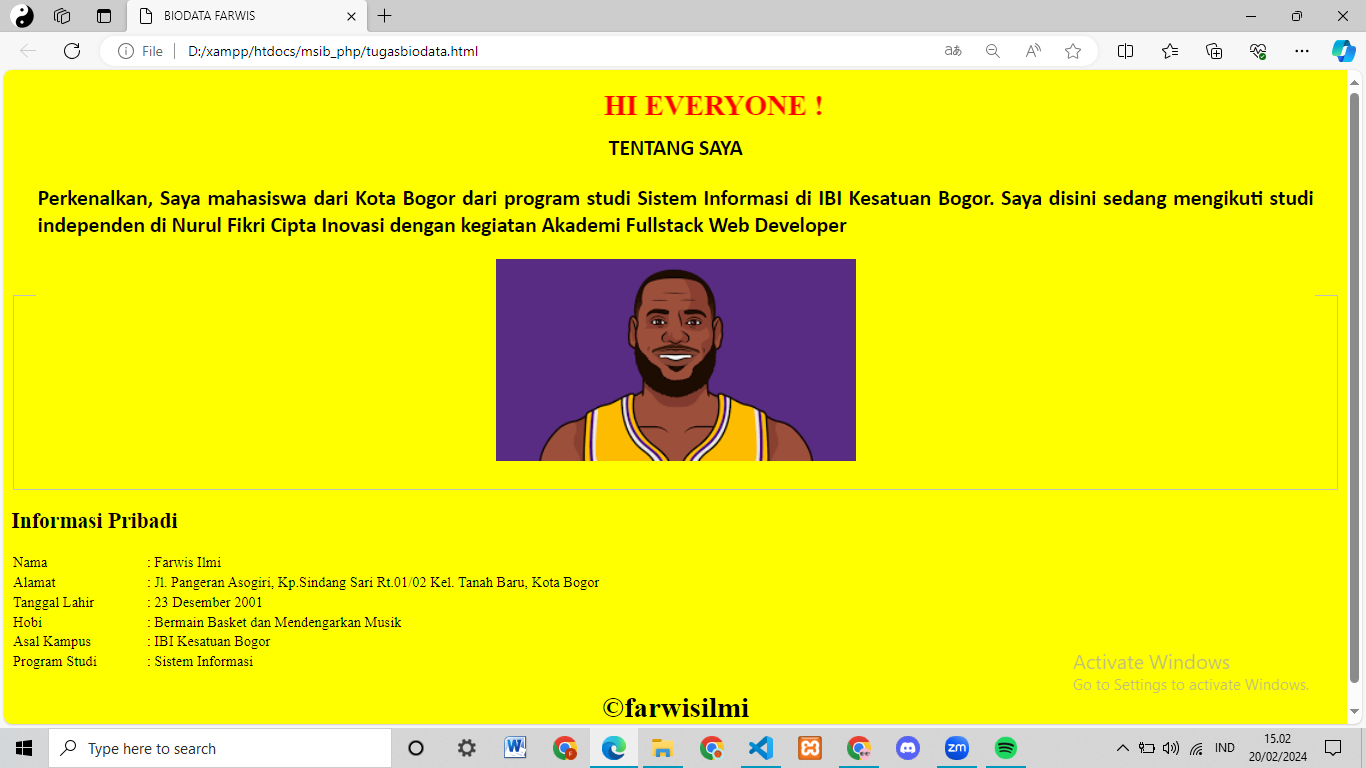 BIODATA FARWIS
File
D:/xampp/htdocs/msib_php/tugasbiodata.html
HI EVERYONE !
TENTANG SAYA
Perkenalkan, Saya mahasiswa dari Kota Bogor dari program studi Sistem Informasi di IBI Kesatuan Bogor. Saya disini sedang mengikuti studi
independen di Nurul Fikri Cipta Inovasi dengan kegiatan Akademi Fullstack Web Developer
Informasi Pribadi
Nama : Farwis Ilmi
Alamat : Jl. Pangeran Asogiri, Kp.Sindang Sari Rt.01/02 Kel. Tanah Baru, Kota Bogor
Tanggal Lahir : 23 Desember 2001
Hobi : Bermain Basket dan Mendengarkan Musik
Asal Kampus : IBI Kesatuan Bogor
Program Studi : Sistem Informasi
Activate Windows
Go to Settings to activate Windows.
©farwisilmi
Type here to search
zm
IND
15.02
20/02/2024